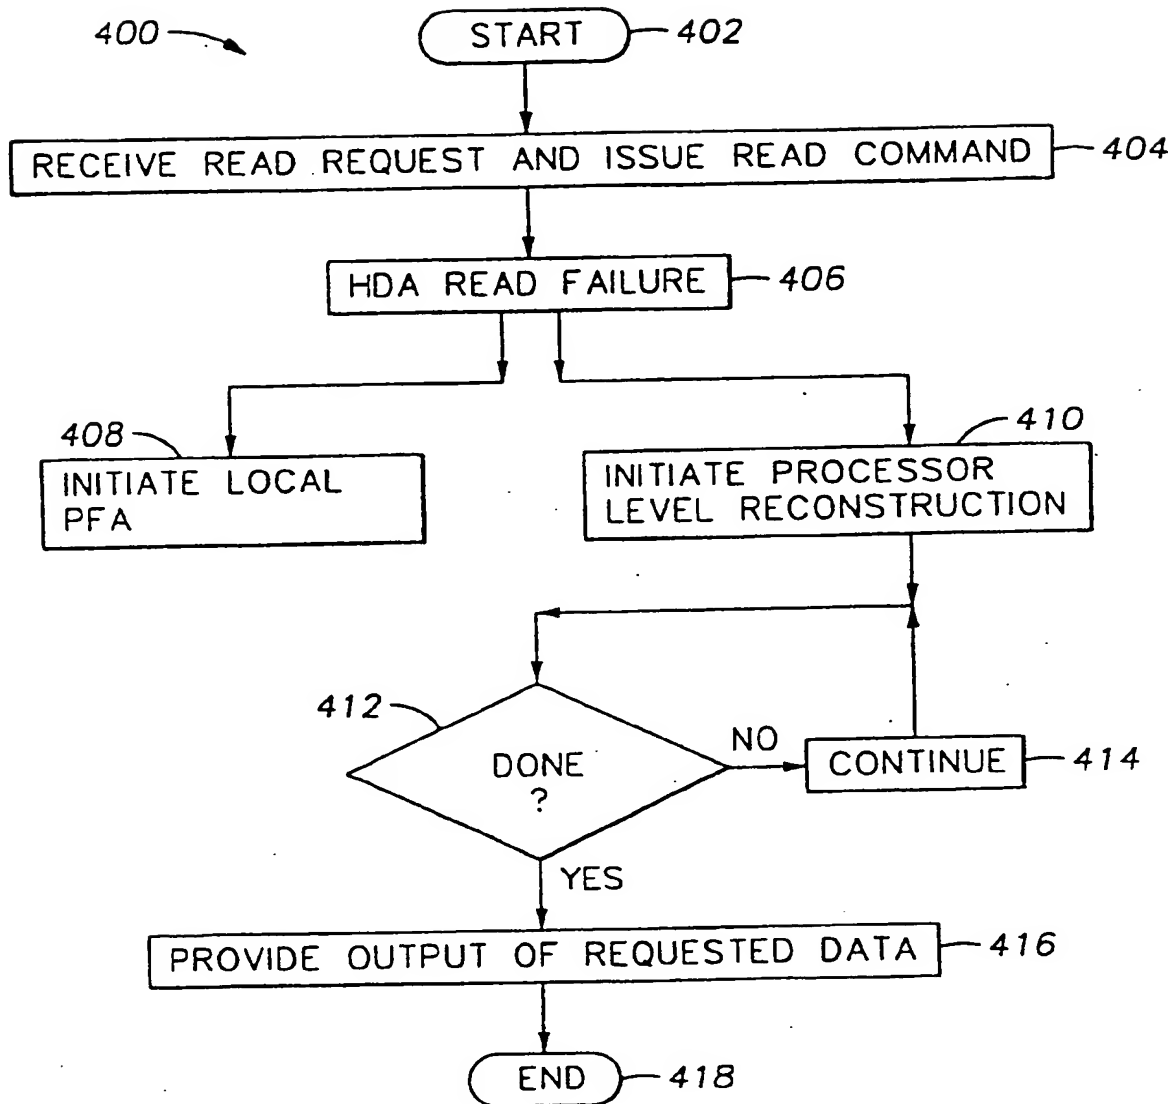 400
START
402
RECEIVE READ REQUEST AND ISSUE READ COMMAND
404
HDA READ FAILURE
406
408
INITIATE LOCAL
PFA
410
INITIATE PROCESSOR
LEVEL RECONSTRUCTION
412
DONE
?
NO
CONTINUE
414
YES
PROVIDE OUTPUT OF REQUESTED DATA
416
END
418